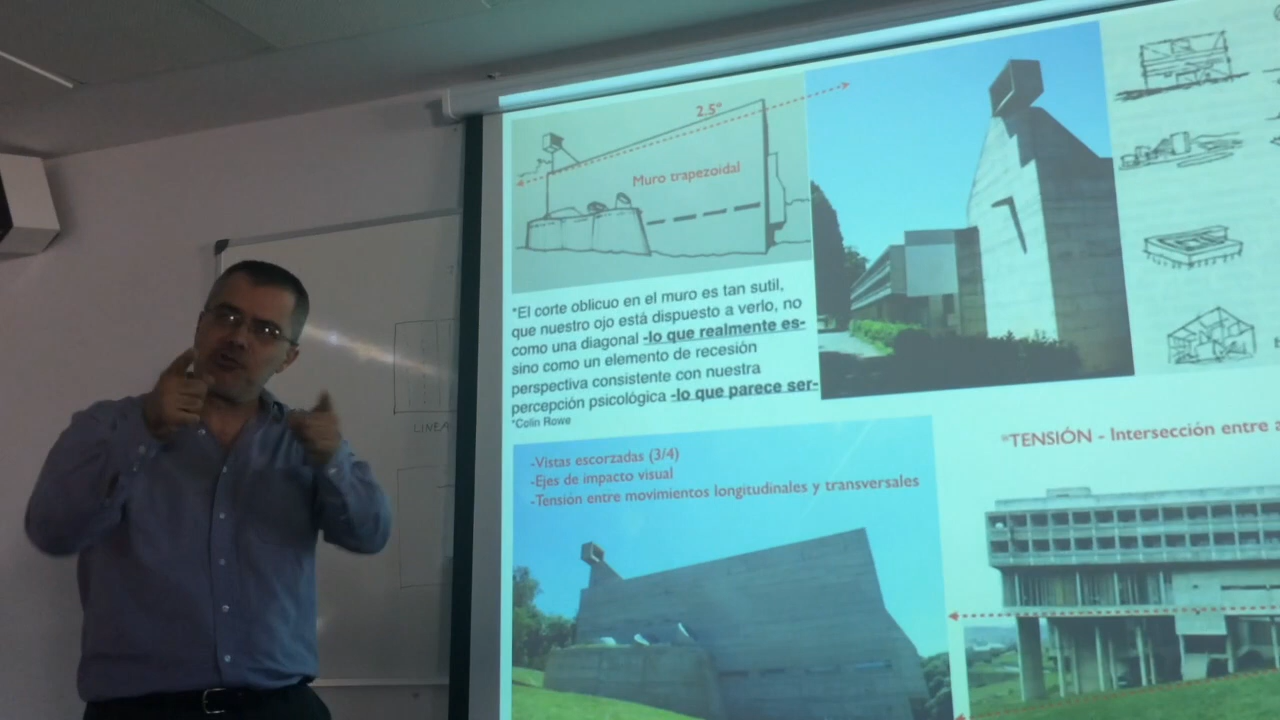 2.5º
Muro trapezoidal
*El corte oblicuo en el muro es tan sutil,
que nuestro ojo está dispuesto a verlo, no
como una diagonal -lo que realmente es-
sino como un elemento de recesión
perspectiva consistente con nuestra
percepción psicológica -lo que parece ser-
*Colin Rowe
-Vistas escorzadas (3/4)
-Ejes de impacto visual
-Tensión entre movimientos longitudinales y transversales
*TENSIÓN - Intersección entre a
LINEA